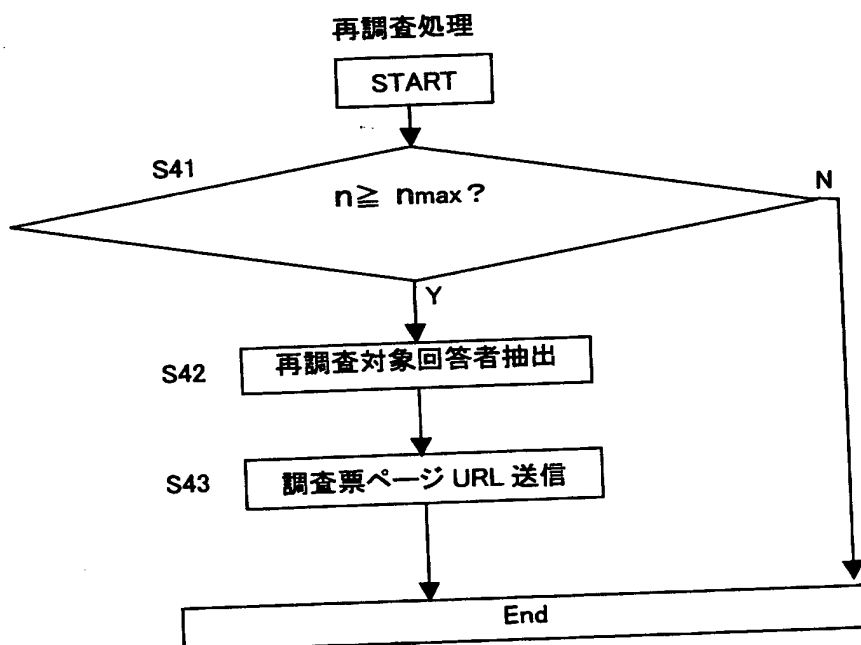 再調査処理
START
S41
n≧ nmax?
N
Y
S42
再調査対象回答者抽出
S43
調査票ページ URL 送信
End